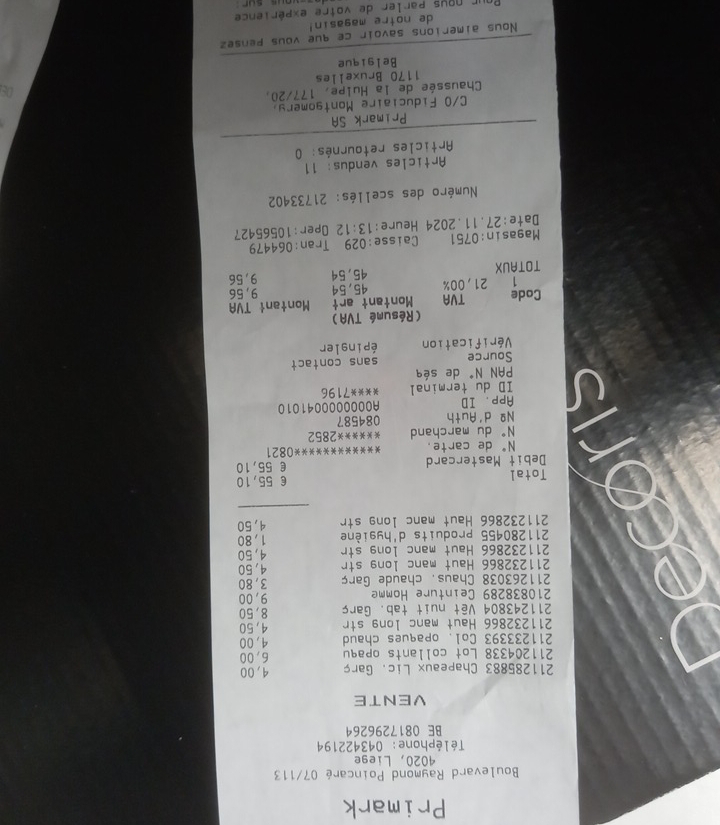 Primark
Boulevard Raymond Poincaré 07/113
4020, Liege
Téléphone: 043422194
BE 0817296264
VENTE
211285883 Chapeaux Lic. Garç 4,00
211204338 Lot collants opaqu 6,00
211233393 Col. opaques chaud 4,00
211232866 Haut manc long str 4,50
211243804 Vêt nuit tab. Garç 8,50
210838289 Ceinture Homme 9,00
211263038 Chaus. chaude Garç 3,80
211232866 Haut manc long str 4,50
211232866 Haut manc long str 4,50
211280455 produits d'hygiène 1,80
211232866 Haut manc long str 4,50
Total € 55,10
Debit Mastercard € 55,10
N° de carte. ************0821
N° du marchand ******2852
Nº d'Auth 084587
App. ID A0000000041010
ID du terminal ****7196
PAN N° de séq
Source sans contact
Vérification épingler
(Résumé TVA)
Code TVA Montant art Montant TVA
1 21,00% 45,54 9,56
TOTAUX 45,54 9,56
Magasin:0751 Caisse:029 Tran:064479
Date:27.11.2024 Heure:13:12 Oper:10565427
Numéro des scellés: 21733402
Articles vendus: 11
Articles retournés: 0
Primark SA
C/O Fiduciaire Montgomery,
Chaussée de la Hulpe, 177/20,
1170 Bruxelles
Belgique
Nous aimerions savoir ce que vous pensez
de notre magasin!
Pour nous parler de votre expérience
Decoris